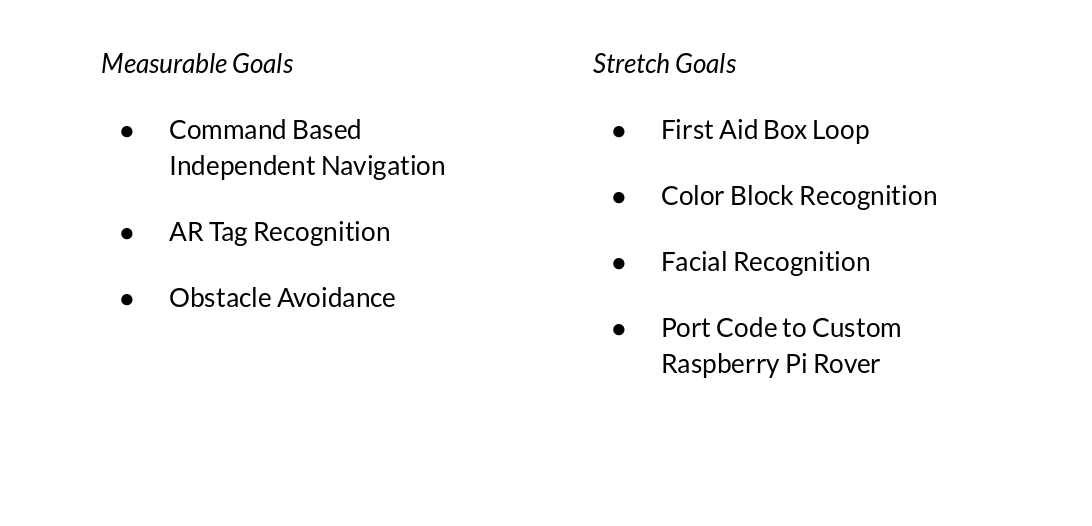 Measurable Goals
● Command Based
Independent Navigation
● AR Tag Recognition
● Obstacle Avoidance
Stretch Goals
● First Aid Box Loop
● Color Block Recognition
● Facial Recognition
● Port Code to Custom
Raspberry Pi Rover